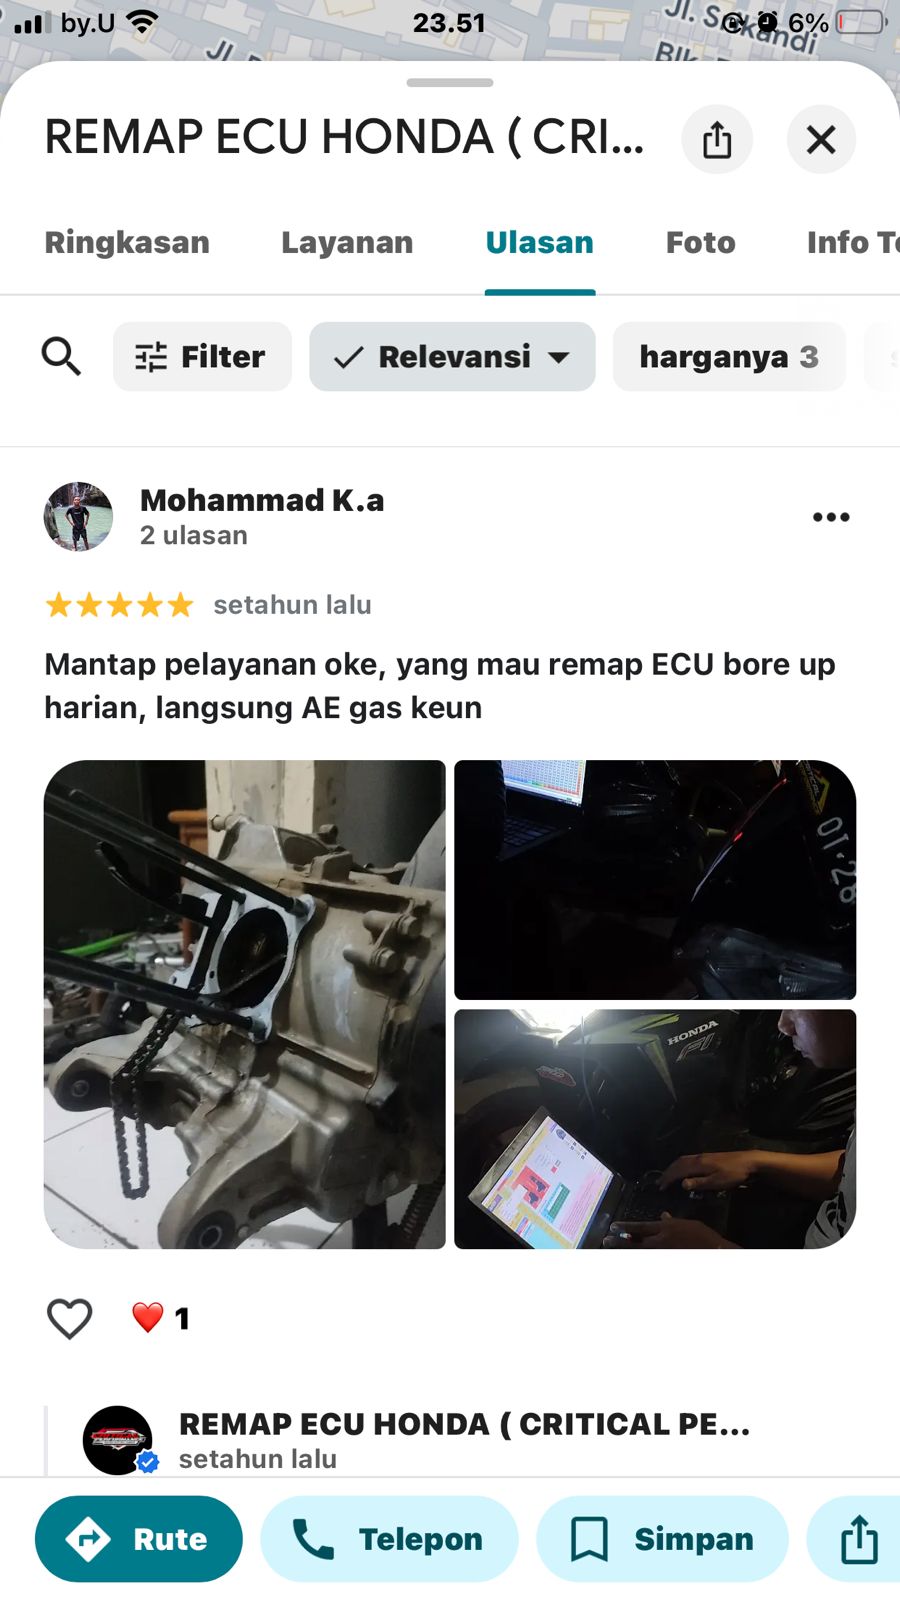 by.U
23.51
6%
REMAP ECU HONDA ( CRI...
Ringkasan
Layanan
Ulasan
Foto
Info
Filter
Relevansi
harganya 3
Mohammad K.a
2 ulasan
setahun lalu
Mantap pelayanan oke, yang mau remap ECU bore up
harian, langsung AE gas keun
01·28
HONDA
FI
1
REMAP ECU HONDA ( CRITICAL PE...
setahun lalu
Rute
Telepon
Simpan